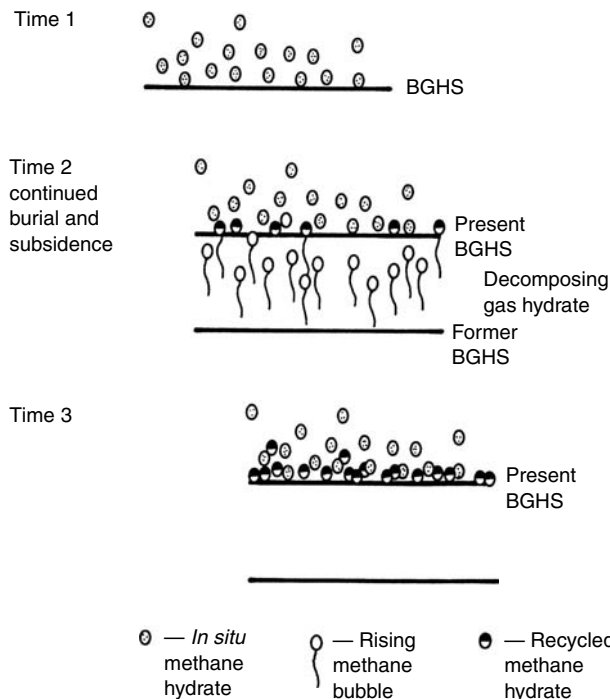 Time 1
BGHS
Time 2
continued
burial and
subsidence
Present
BGHS
Decomposing
gas hydrate
Former
BGHS
Time 3
Present
BGHS
— In situ
methane
hydrate
— Rising
methane
bubble
— Recycled
methane
hydrate